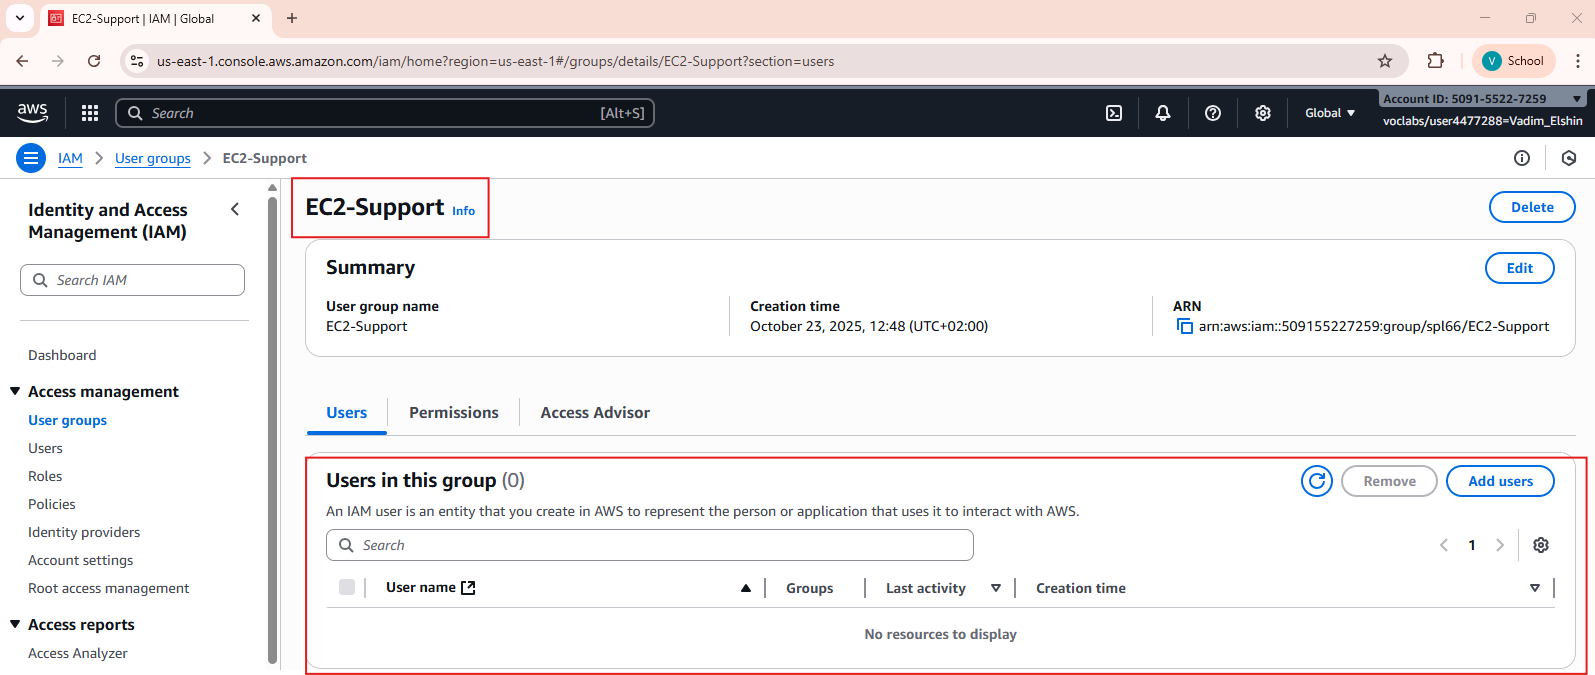 EC2-Support | IAM | Global
us-east-1.console.aws.amazon.com/iam/home?region=us-east-1#/groups/details/EC2-Support?section=users
V School
aws
Search [Alt+S]
Global
Account ID: 5091-5522-7259
voclabs/user4477288=Vadim_Elshin
IAM > User groups > EC2-Support
Identity and Access
Management (IAM)
Search IAM
Dashboard
Access management
User groups
Users
Roles
Policies
Identity providers
Account settings
Root access management
Access reports
Access Analyzer
EC2-Support Info
Delete
Summary
Edit
User group name
EC2-Support
Creation time
October 23, 2025, 12:48 (UTC+02:00)
ARN
arn:aws:iam::509155227259:group/spl66/EC2-Support
Users
Permissions
Access Advisor
Users in this group (0)
Remove
Add users
An IAM user is an entity that you create in AWS to represent the person or application that uses it to interact with AWS.
Search
1
User name
Groups
Last activity
Creation time
No resources to display